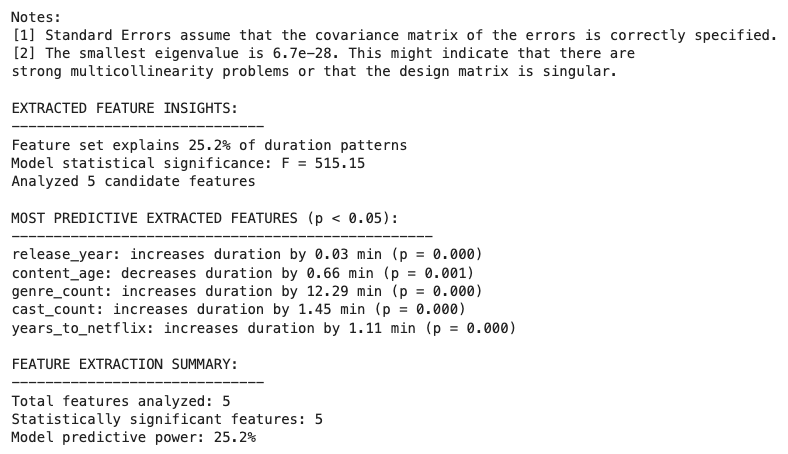 Notes:
[1] Standard Errors assume that the covariance matrix of the errors is correctly specified.
[2] The smallest eigenvalue is 6.7e-28. This might indicate that there are
strong multicollinearity problems or that the design matrix is singular.
EXTRACTED FEATURE INSIGHTS:
------------------------------
Feature set explains 25.2% of duration patterns
Model statistical significance: F = 515.15
Analyzed 5 candidate features
MOST PREDICTIVE EXTRACTED FEATURES (p < 0.05):
--------------------------------------------------
release_year: increases duration by 0.03 min (p = 0.000)
content_age: decreases duration by 0.66 min (p = 0.001)
genre_count: increases duration by 12.29 min (p = 0.000)
cast_count: increases duration by 1.45 min (p = 0.000)
years_to_netflix: increases duration by 1.11 min (p = 0.000)
FEATURE EXTRACTION SUMMARY:
------------------------------
Total features analyzed: 5
Statistically significant features: 5
Model predictive power: 25.2%